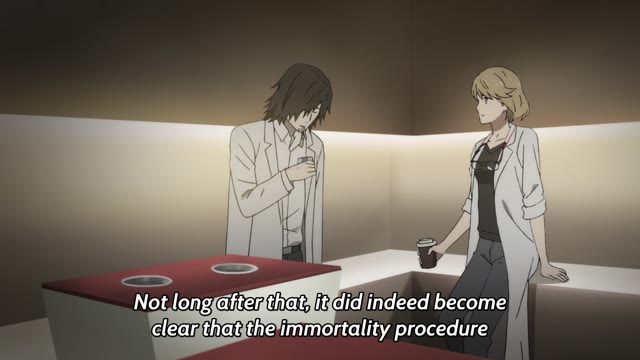 Not long after that, it did indeed become
clear that the immortality procedure